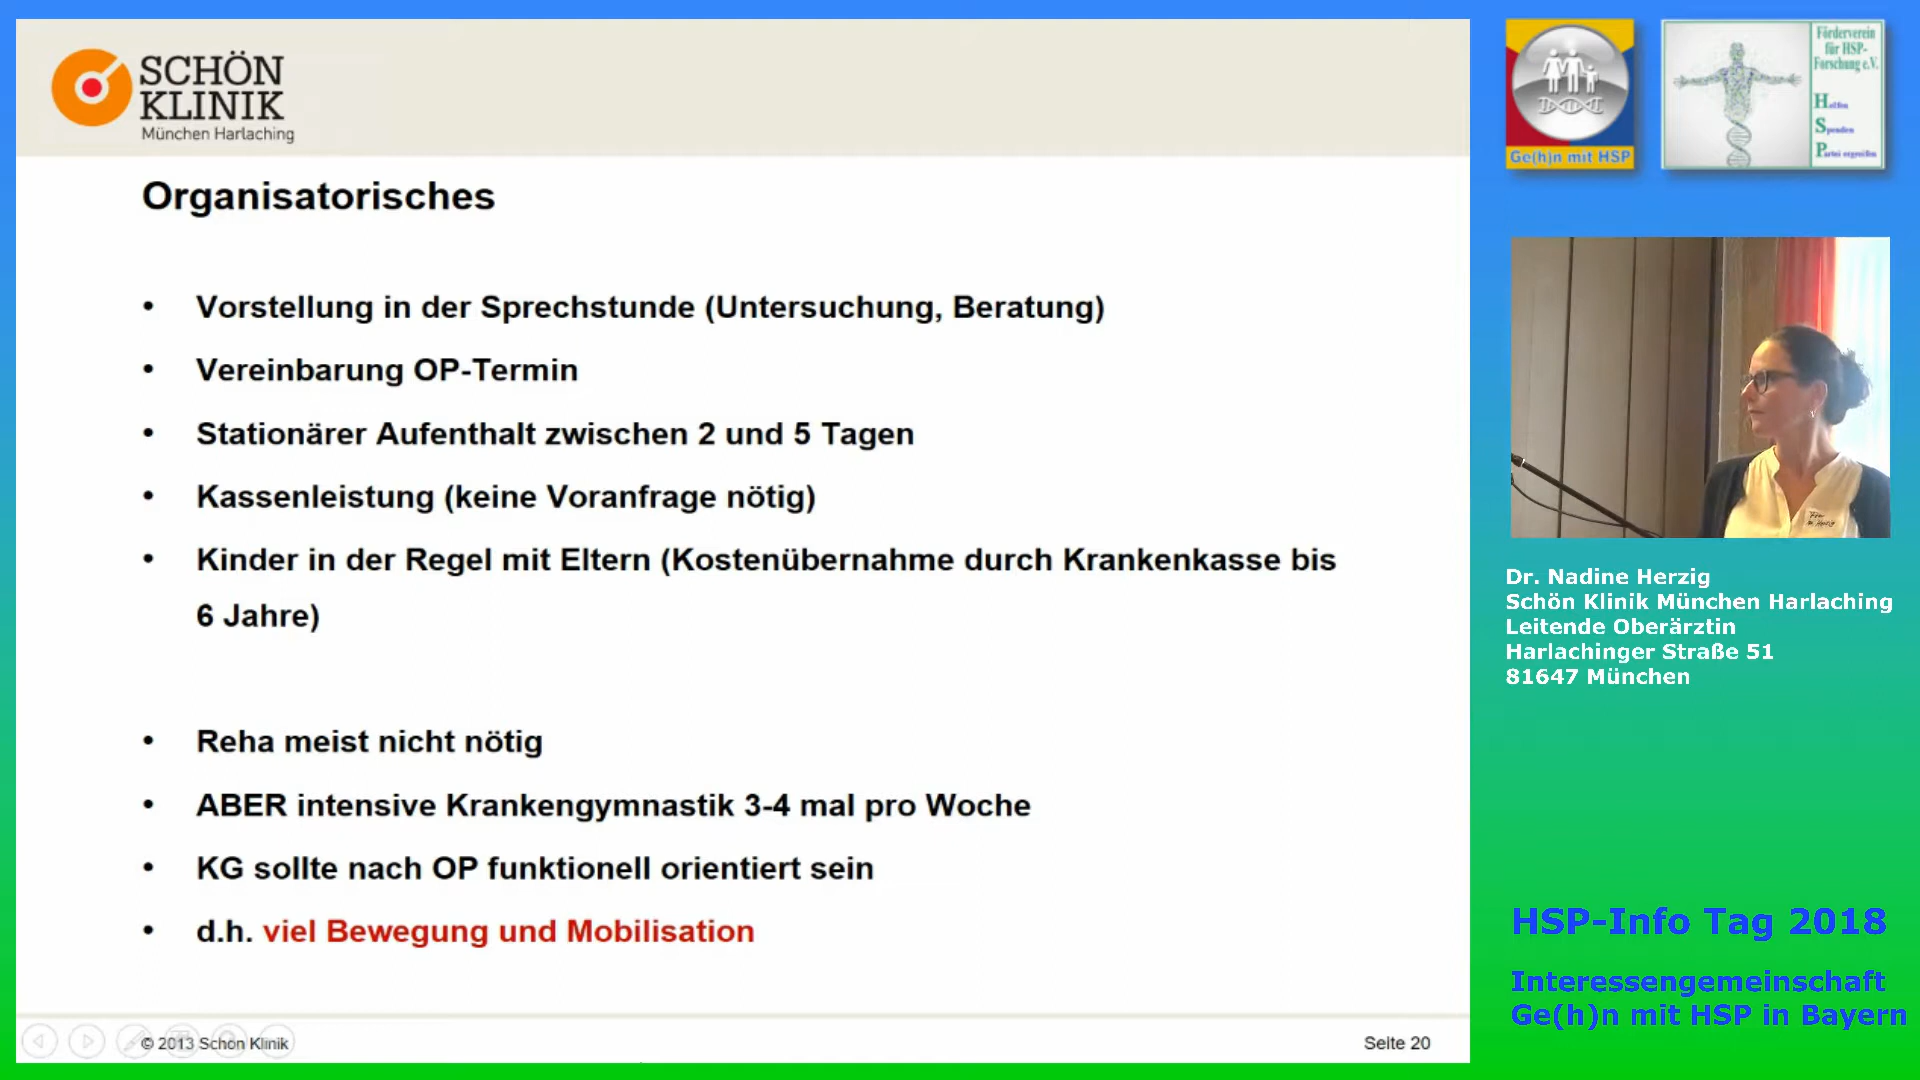 SCHÖN
KLINIK
München Harlaching
Organisatorisches
• Vorstellung in der Sprechstunde (Untersuchung, Beratung)
• Vereinbarung OP-Termin
• Stationärer Aufenthalt zwischen 2 und 5 Tagen
• Kassenleistung (keine Voranfrage nötig)
• Kinder in der Regel mit Eltern (Kostenübernahme durch Krankenkasse bis
6 Jahre)
• Reha meist nicht nötig
• ABER intensive Krankengymnastik 3-4 mal pro Woche
• KG sollte nach OP funktionell orientiert sein
• d.h. viel Bewegung und Mobilisation
© 2013 Schön Klinik
Seite 20
Ge(h)n mit HSP
Förderverein
für HSP-
Forschung e.V.
Helfen
Spenden
Partei ergreifen
Dr. Nadine Herzig
Schön Klinik München Harlaching
Leitende Oberärztin
Harlachinger Straße 51
81647 München
HSP-Info Tag 2018
Interessengemeinschaft
Ge(h)n mit HSP in Bayern